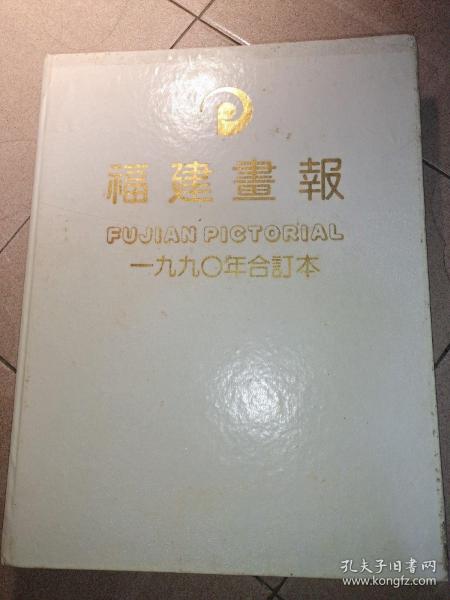 福建畫報
FUJIAN PICTORIAL
一九九〇年合訂本
孔夫子旧书网
www.kongfz.com